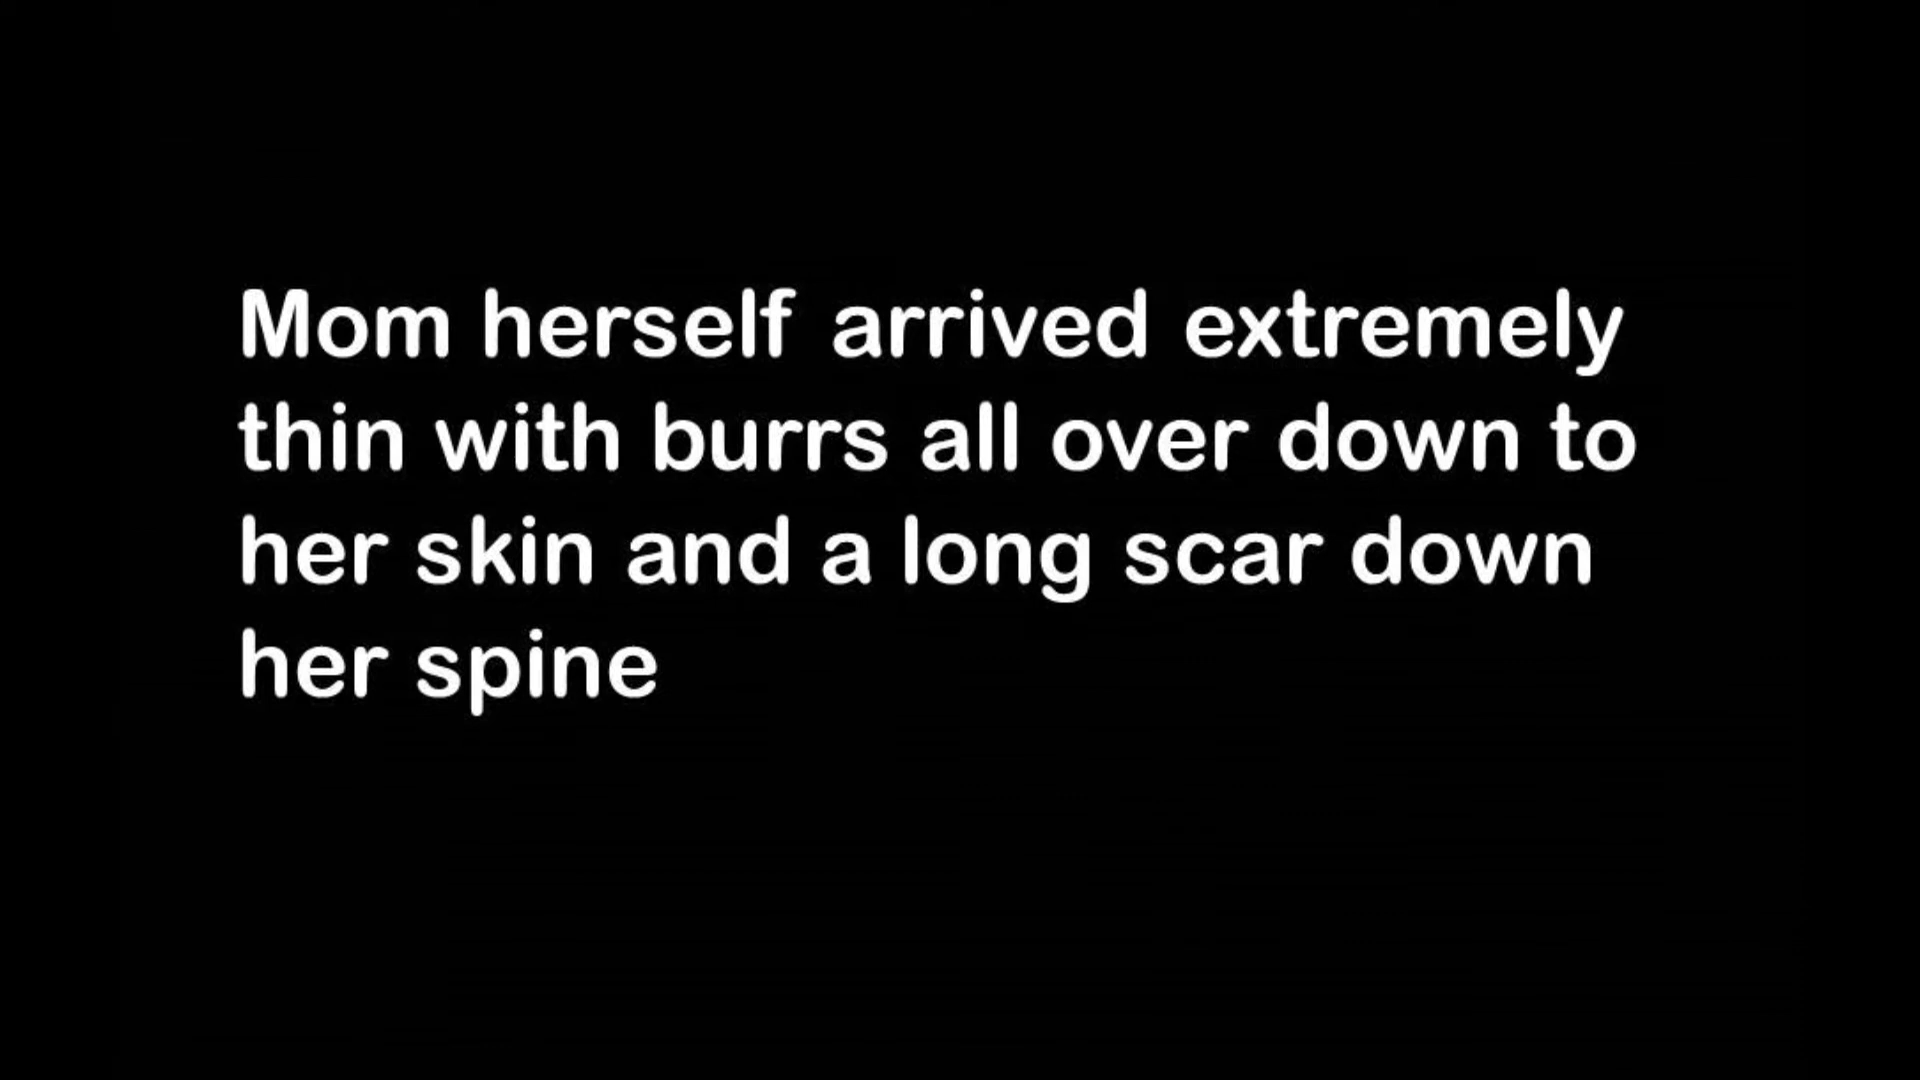 Mom herself arrived extremely
thin with burrs all over down to
her skin and a long scar down
her spine